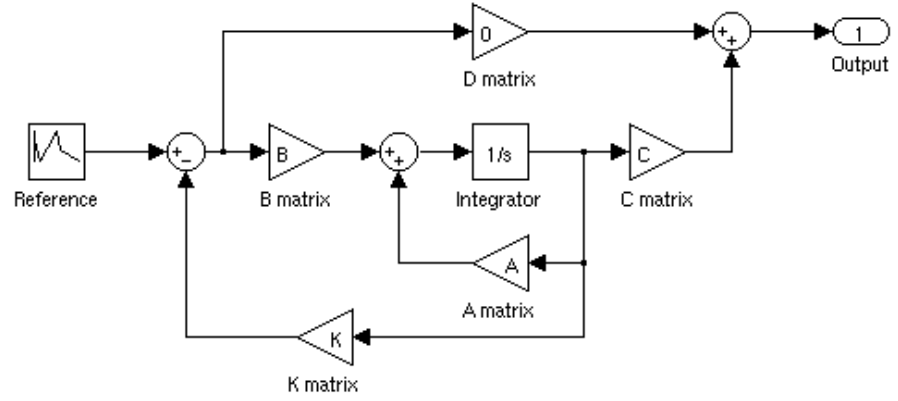 0
D matrix
+
+
1
Output
Reference
+
−
B
B matrix
+
+
1/s
Integrator
C
C matrix
A
A matrix
K
K matrix